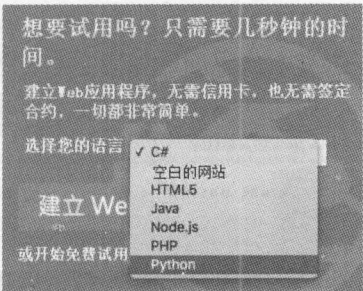 想要试用吗？只需要几秒钟的时
间。
建立Web应用程序，无需信用卡，也无需签定
合约，一切都非常简单。
选择您的语言
✓ C#
空白的网站
HTML5
Java
Node.js
PHP
Python
建立 We
或开始免费试用